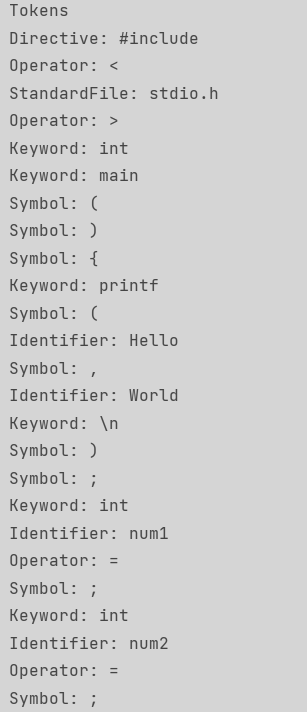 Tokens
Directive: #include
Operator: <
StandardFile: stdio.h
Operator: >
Keyword: int
Keyword: main
Symbol: (
Symbol: )
Symbol: {
Keyword: printf
Symbol: (
Identifier: Hello
Symbol: ,
Identifier: World
Keyword: \n
Symbol: )
Symbol: ;
Keyword: int
Identifier: num1
Operator: =
Symbol: ;
Keyword: int
Identifier: num2
Operator: =
Symbol: ;